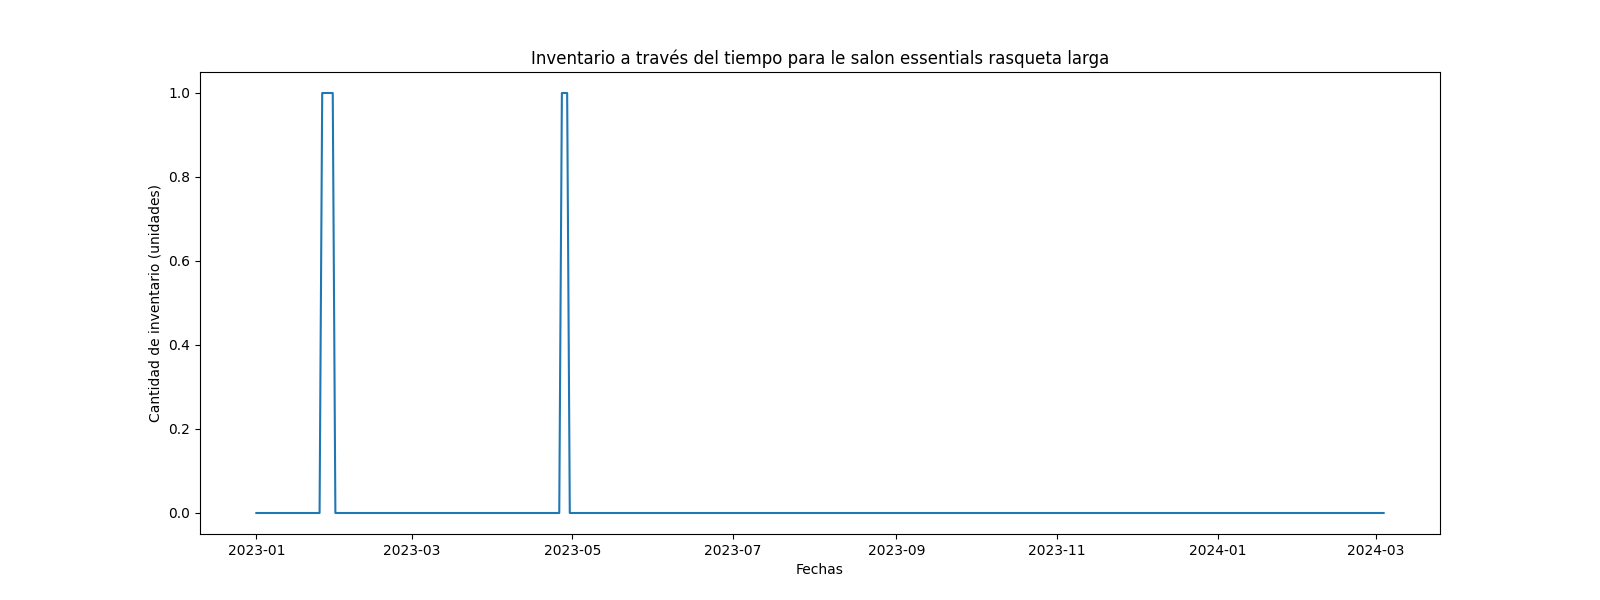 Inventario a través del tiempo para le salon essentials rasqueta larga
Cantidad de inventario (unidades)
1.0
0.8
0.6
0.4
0.2
0.0
2023-01 2023-03 2023-05 2023-07 2023-09 2023-11 2024-01 2024-03
Fechas